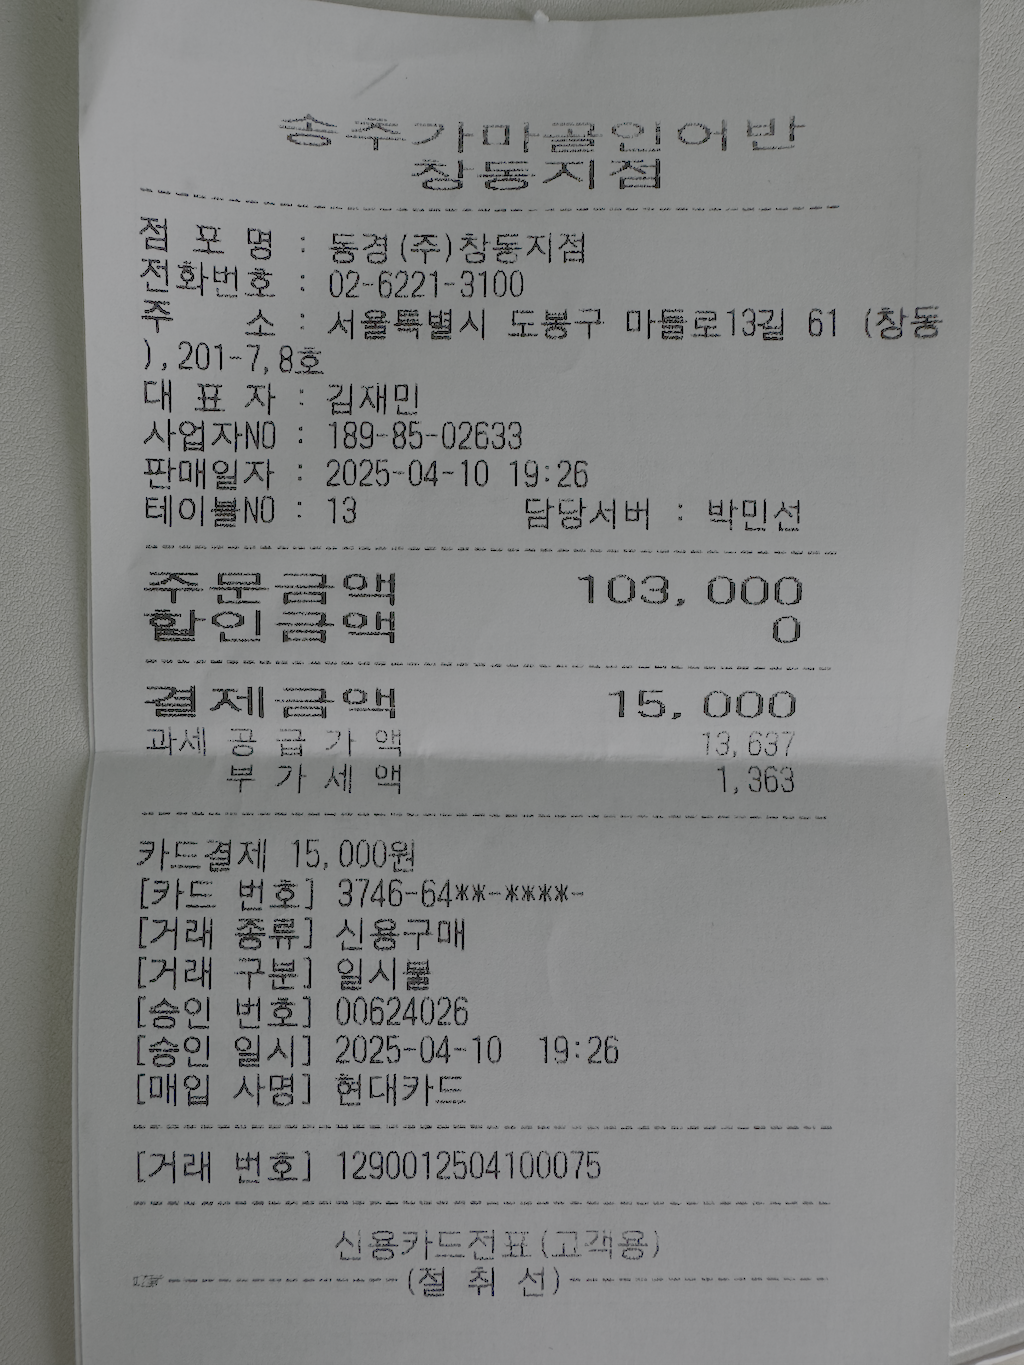 송추가마골인어반
창동지점
점 포 명 : 동경(주)창동지점
전화번호 : 02-6221-3100
주 소 : 서울특별시 도봉구 마들로13길 61 (창동
),201-7,8호
대 표 자 : 김재민
사업자NO : 189-85-02633
판매일자 : 2025-04-10 19:26
테이블NO : 13 담당서버 : 박민선
주문금액 103,000
할인금액 0
결제금액 15,000
과세 공급가액 13,637
부가세액 1,363
카드결제 15,000원
[카드 번호] 3746-64**-****-
[거래 종류] 신용구매
[거래 구분] 일시불
[승인 번호] 00624026
[승인 일시] 2025-04-10 19:26
[매입 사명] 현대카드
[거래 번호] 1290012504100075
신용카드전표(고객용)
(절 취 선)